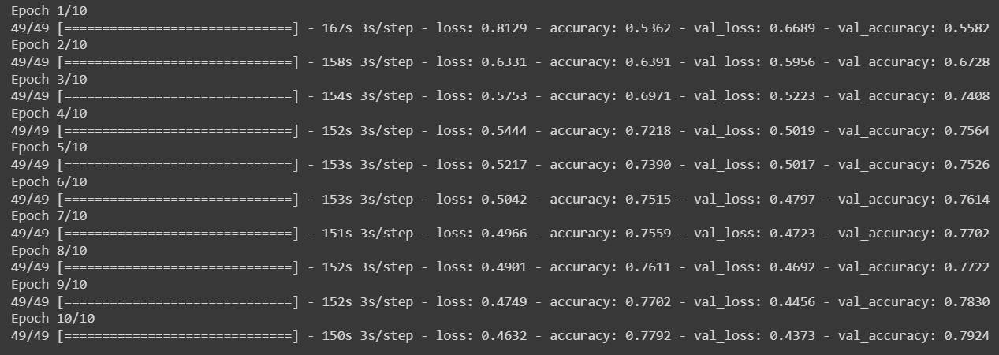 Epoch 1/10
49/49 [==============================] - 167s 3s/step - loss: 0.8129 - accuracy: 0.5362 - val_loss: 0.6689 - val_accuracy: 0.5582
Epoch 2/10
49/49 [==============================] - 158s 3s/step - loss: 0.6331 - accuracy: 0.6391 - val_loss: 0.5956 - val_accuracy: 0.6728
Epoch 3/10
49/49 [==============================] - 154s 3s/step - loss: 0.5753 - accuracy: 0.6971 - val_loss: 0.5223 - val_accuracy: 0.7408
Epoch 4/10
49/49 [==============================] - 152s 3s/step - loss: 0.5444 - accuracy: 0.7218 - val_loss: 0.5019 - val_accuracy: 0.7564
Epoch 5/10
49/49 [==============================] - 153s 3s/step - loss: 0.5217 - accuracy: 0.7390 - val_loss: 0.5017 - val_accuracy: 0.7526
Epoch 6/10
49/49 [==============================] - 153s 3s/step - loss: 0.5042 - accuracy: 0.7515 - val_loss: 0.4797 - val_accuracy: 0.7614
Epoch 7/10
49/49 [==============================] - 151s 3s/step - loss: 0.4966 - accuracy: 0.7559 - val_loss: 0.4723 - val_accuracy: 0.7702
Epoch 8/10
49/49 [==============================] - 152s 3s/step - loss: 0.4901 - accuracy: 0.7611 - val_loss: 0.4692 - val_accuracy: 0.7722
Epoch 9/10
49/49 [==============================] - 152s 3s/step - loss: 0.4749 - accuracy: 0.7702 - val_loss: 0.4456 - val_accuracy: 0.7830
Epoch 10/10
49/49 [==============================] - 150s 3s/step - loss: 0.4632 - accuracy: 0.7792 - val_loss: 0.4373 - val_accuracy: 0.7924